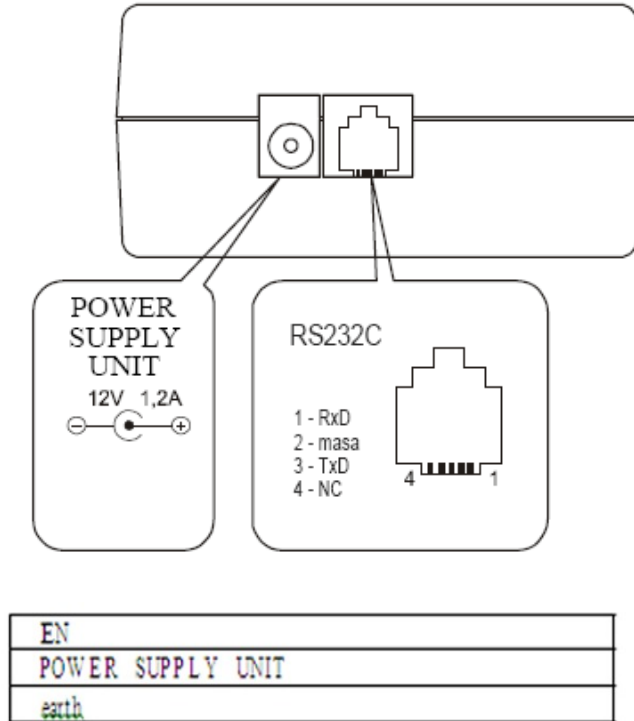 POWER
SUPPLY
UNIT
12V 1,2A
RS232C
1 - RxD
2 - masa
3 - TxD
4 - NC
4 1
EN
POWER SUPPLY UNIT
earth